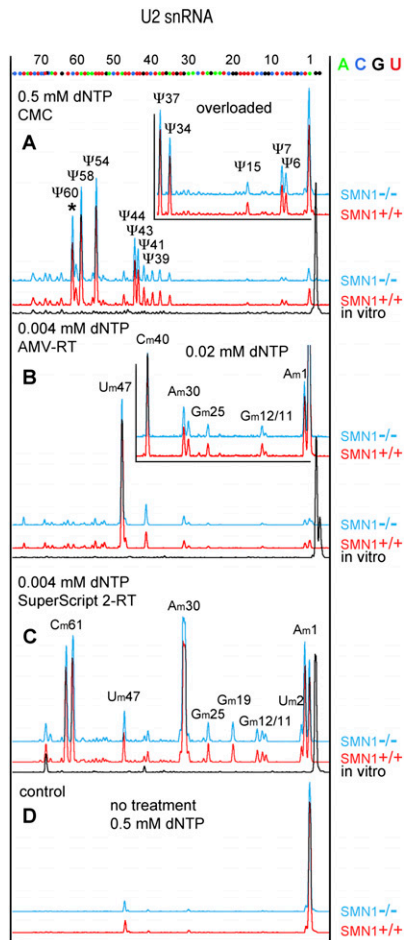 U2 snRNA
70 60 50 40 30 20 10 1
A C G U
0.5 mM dNTP
CMC
A
overloaded
Ψ37
Ψ34
Ψ15
Ψ7
Ψ6
Ψ54
Ψ58
Ψ60
*
Ψ44
Ψ43
Ψ41
Ψ39
SMN1-/-
SMN1+/+
SMN1-/-
SMN1+/+
in vitro
0.004 mM dNTP
AMV-RT
B
Cm40
0.02 mM dNTP
Um47
Am30
Gm25
Gm12/11
Am1
SMN1-/-
SMN1+/+
SMN1-/-
SMN1+/+
in vitro
0.004 mM dNTP
SuperScript 2-RT
C
Am30
Cm61
Am1
Um47
Gm25
Gm19
Gm12/11
Um2
SMN1-/-
SMN1+/+
in vitro
control
D
no treatment
0.5 mM dNTP
SMN1-/-
SMN1+/+